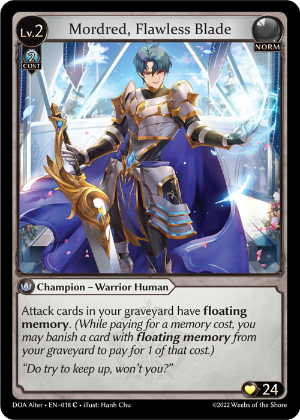 Lv.2
Mordred, Flawless Blade
2
COST
NORM
Champion – Warrior Human
Attack cards in your graveyard have floating
memory. (While paying for a memory cost, you
may banish a card with floating memory from
your graveyard to pay for 1 of that cost.)
“Do try to keep up, won’t you?”
24
DOA Alter • EN–018 C • illust: Hanh Chu
©2022 Weebs of the Shore